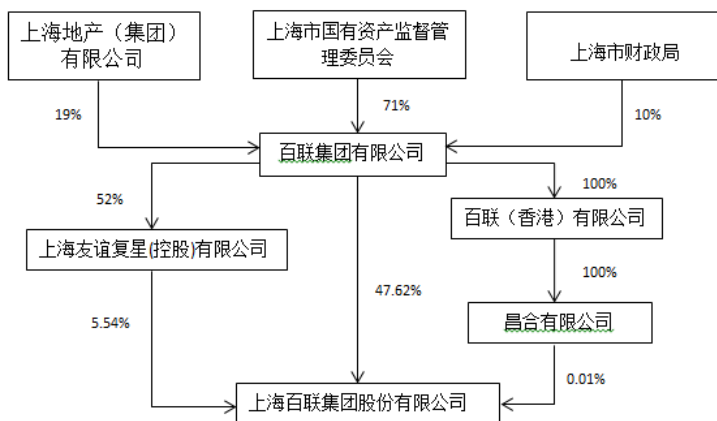 上海地产（集团）
有限公司
上海市国有资产监督管
理委员会
上海市财政局
19%
71%
10%
百联集团有限公司
52%
100%
上海友谊复星(控股)有限公司
百联（香港）有限公司
5.54%
47.62%
100%
昌合有限公司
0.01%
上海百联集团股份有限公司